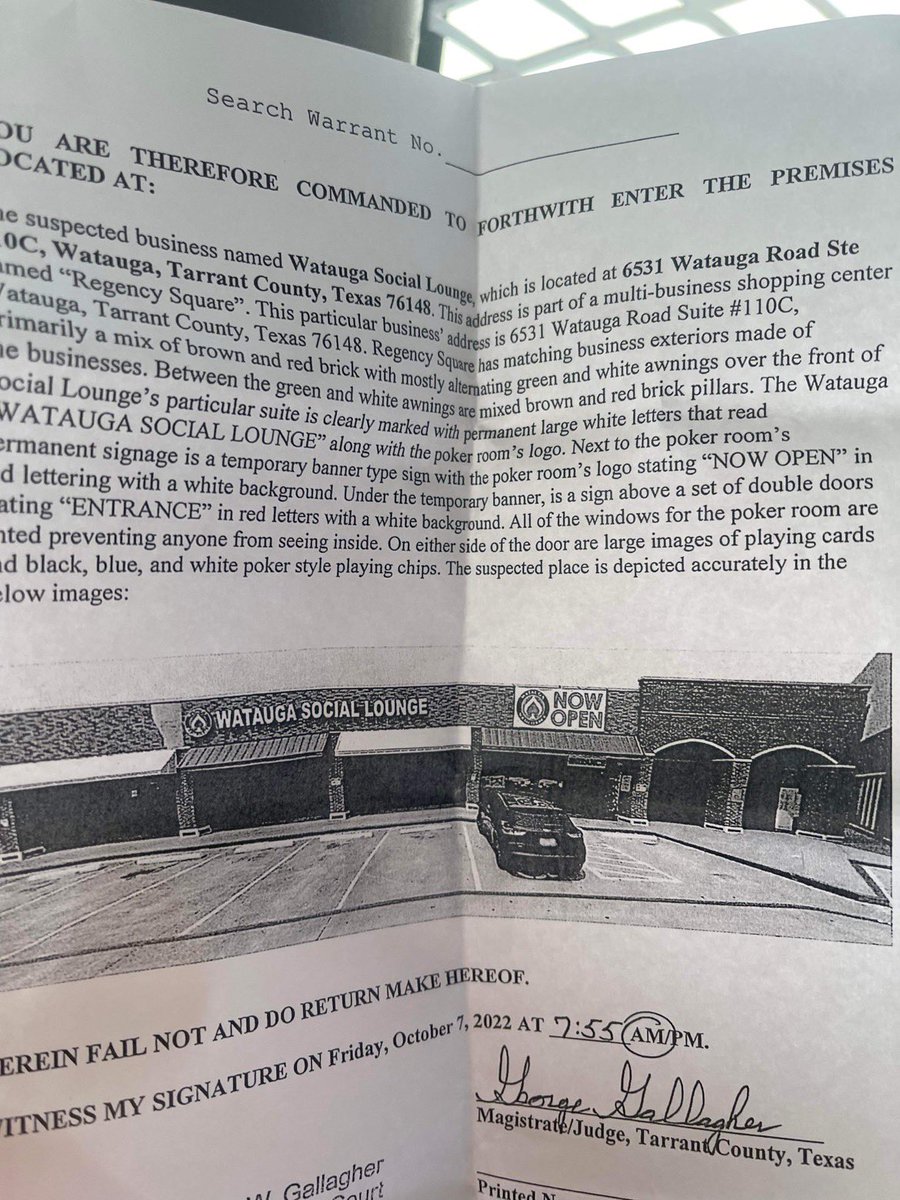 Search Warrant No.
OU ARE THEREFORE COMMANDED TO FORTHWITH ENTER THE PREMISES
OCATED AT:
he suspected business named Watauga Social Lounge, which is located at 6531 Watauga Road Ste
10C, Watauga, Tarrant County, Texas 76148. This address is part of a multi-business shopping center
amed “Regency Square”. This particular business’ address is 6531 Watauga Road Suite #110C,
Watauga, Tarrant County, Texas 76148. Regency Square has matching business exteriors made of
rimarily a mix of brown and red brick with mostly alternating green and white awnings over the front of
he businesses. Between the green and white awnings are mixed brown and red brick pillars. The Watauga
ocial Lounge’s particular suite is clearly marked with permanent large white letters that read
WATAUGA SOCIAL LOUNGE” along with the poker room’s logo. Next to the poker room’s
ermanent signage is a temporary banner type sign with the poker room’s logo stating “NOW OPEN” in
d lettering with a white background. Under the temporary banner, is a sign above a set of double doors
ating “ENTRANCE” in red letters with a white background. All of the windows for the poker room are
nted preventing anyone from seeing inside. On either side of the door are large images of playing cards
nd black, blue, and white poker style playing chips. The suspected place is depicted accurately in the
elow images:
WATAUGA SOCIAL LOUNGE
NOW
OPEN
EREIN FAIL NOT AND DO RETURN MAKE HEREOF.
WITNESS MY SIGNATURE ON Friday, October 7, 2022 AT 7:55 AM/PM.
George Gallagher
Magistrate/Judge, Tarrant County, Texas
W. Gallagher
Court
Printed N